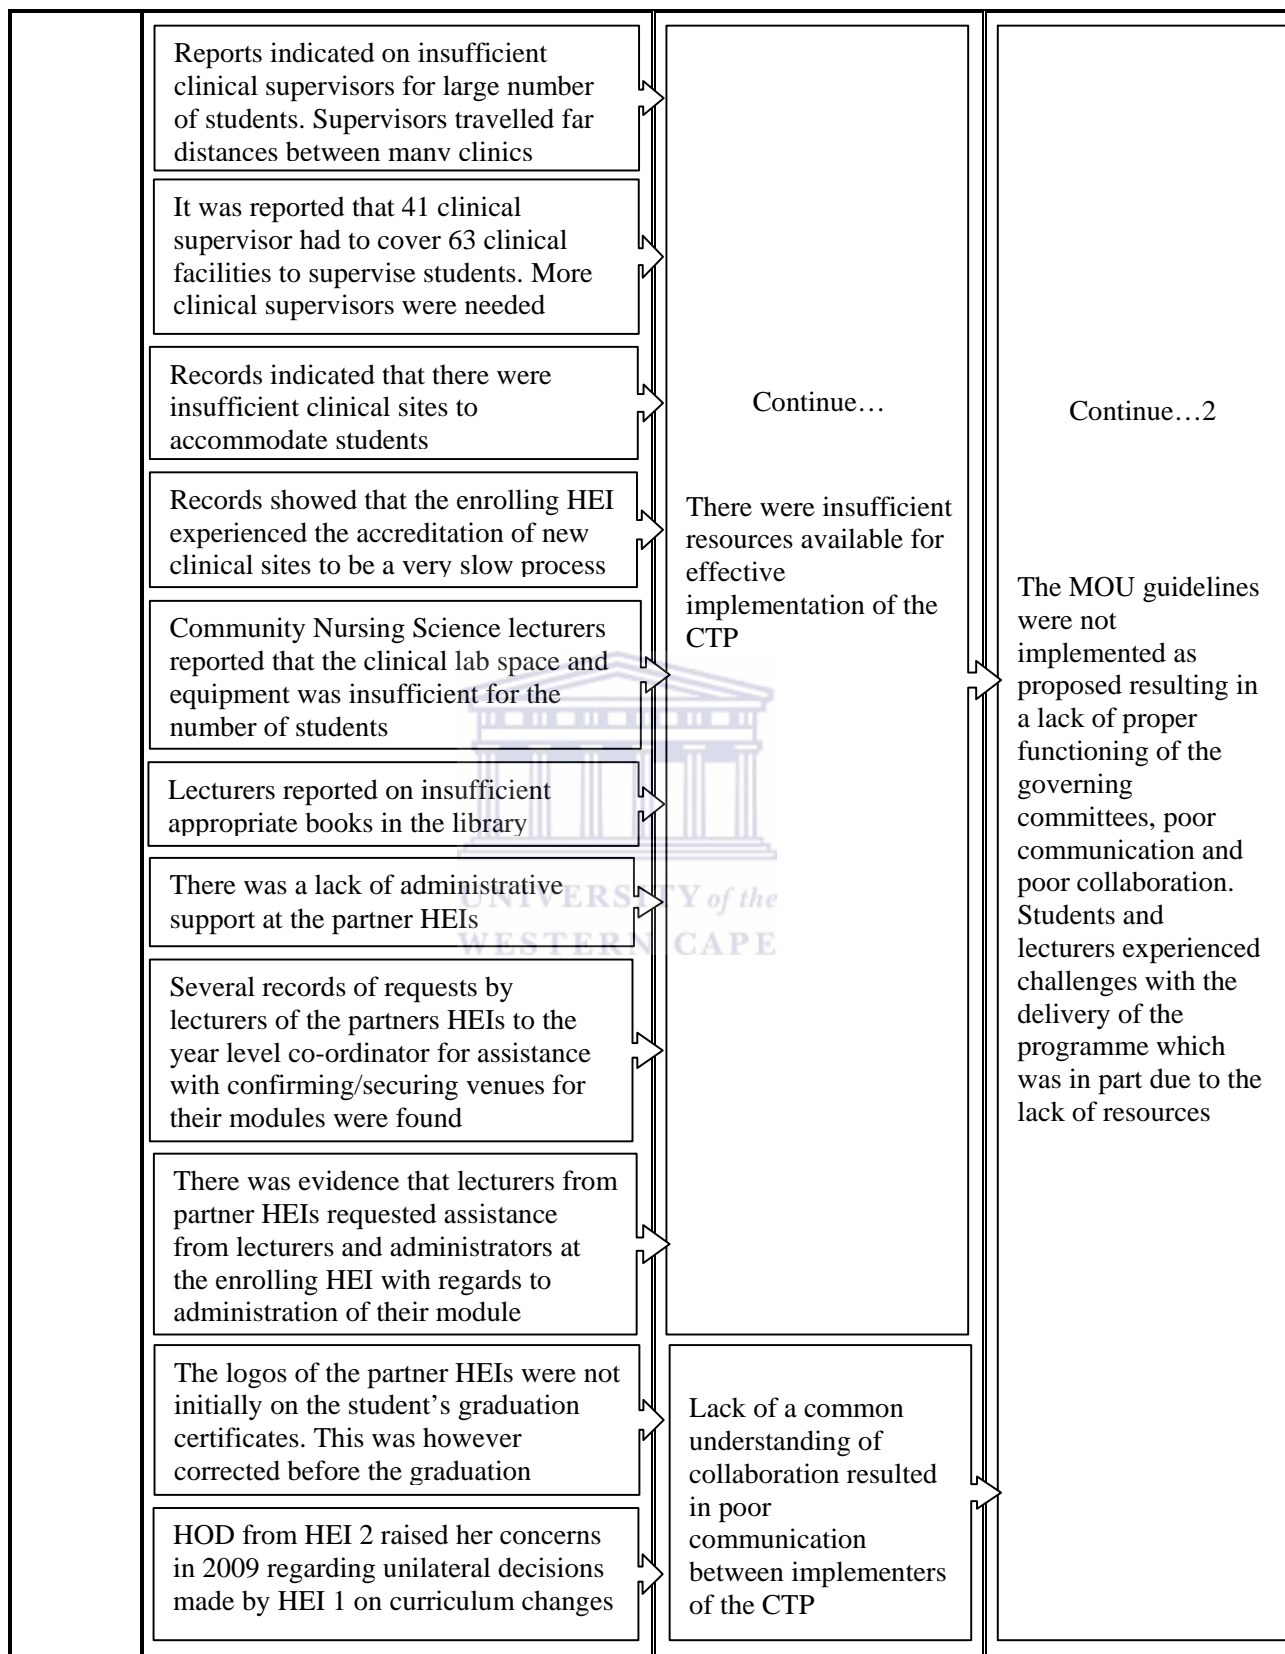 Reports indicated on insufficient
clinical supervisors for large number
of students. Supervisors travelled far
distances between many clinics
It was reported that 41 clinical
supervisor had to cover 63 clinical
facilities to supervise students. More
clinical supervisors were needed
Records indicated that there were
insufficient clinical sites to
accommodate students
Records showed that the enrolling HEI
experienced the accreditation of new
clinical sites to be a very slow process
Community Nursing Science lecturers
reported that the clinical lab space and
equipment was insufficient for the
number of students
Lecturers reported on insufficient
appropriate books in the library
There was a lack of administrative
support at the partner HEIs
Several records of requests by
lecturers of the partners HEIs to the
year level co-ordinator for assistance
with confirming/securing venues for
their modules were found
There was evidence that lecturers from
partner HEIs requested assistance
from lecturers and administrators at
the enrolling HEI with regards to
administration of their module
The logos of the partner HEIs were not
initially on the student’s graduation
certificates. This was however
corrected before the graduation
HOD from HEI 2 raised her concerns
in 2009 regarding unilateral decisions
made by HEI 1 on curriculum changes
Continue…
There were insufficient
resources available for
effective
implementation of the
CTP
Lack of a common
understanding of
collaboration resulted
in poor
communication
between implementers
of the CTP
Continue…2
The MOU guidelines
were not
implemented as
proposed resulting in
a lack of proper
functioning of the
governing
committees, poor
communication and
poor collaboration.
Students and
lecturers experienced
challenges with the
delivery of the
programme which
was in part due to the
lack of resources
UNIVERSITY of the
WESTERN CAPE